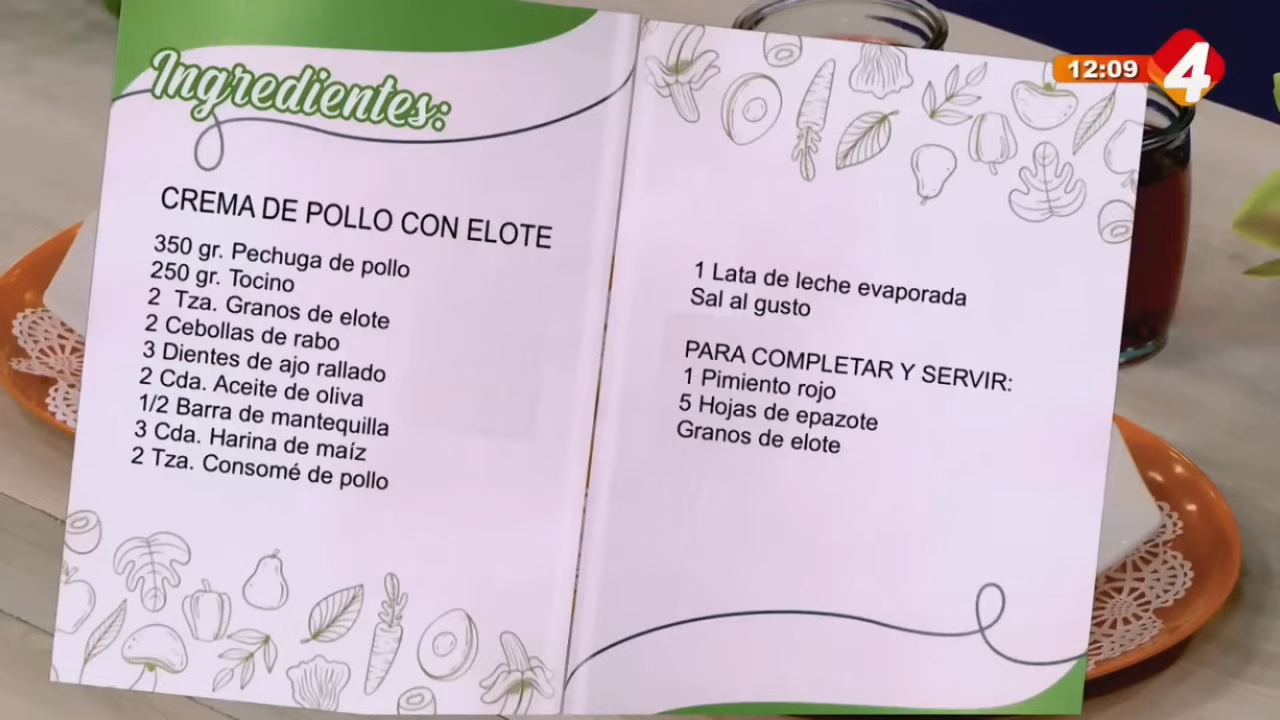 Ingredientes:
CREMA DE POLLO CON ELOTE
350 gr. Pechuga de pollo
250 gr. Tocino
2 Tza. Granos de elote
2 Cebollas de rabo
3 Dientes de ajo rallado
2 Cda. Aceite de oliva
1/2 Barra de mantequilla
3 Cda. Harina de maíz
2 Tza. Consomé de pollo
1 Lata de leche evaporada
Sal al gusto
PARA COMPLETAR Y SERVIR:
1 Pimiento rojo
5 Hojas de epazote
Granos de elote
12:09
4